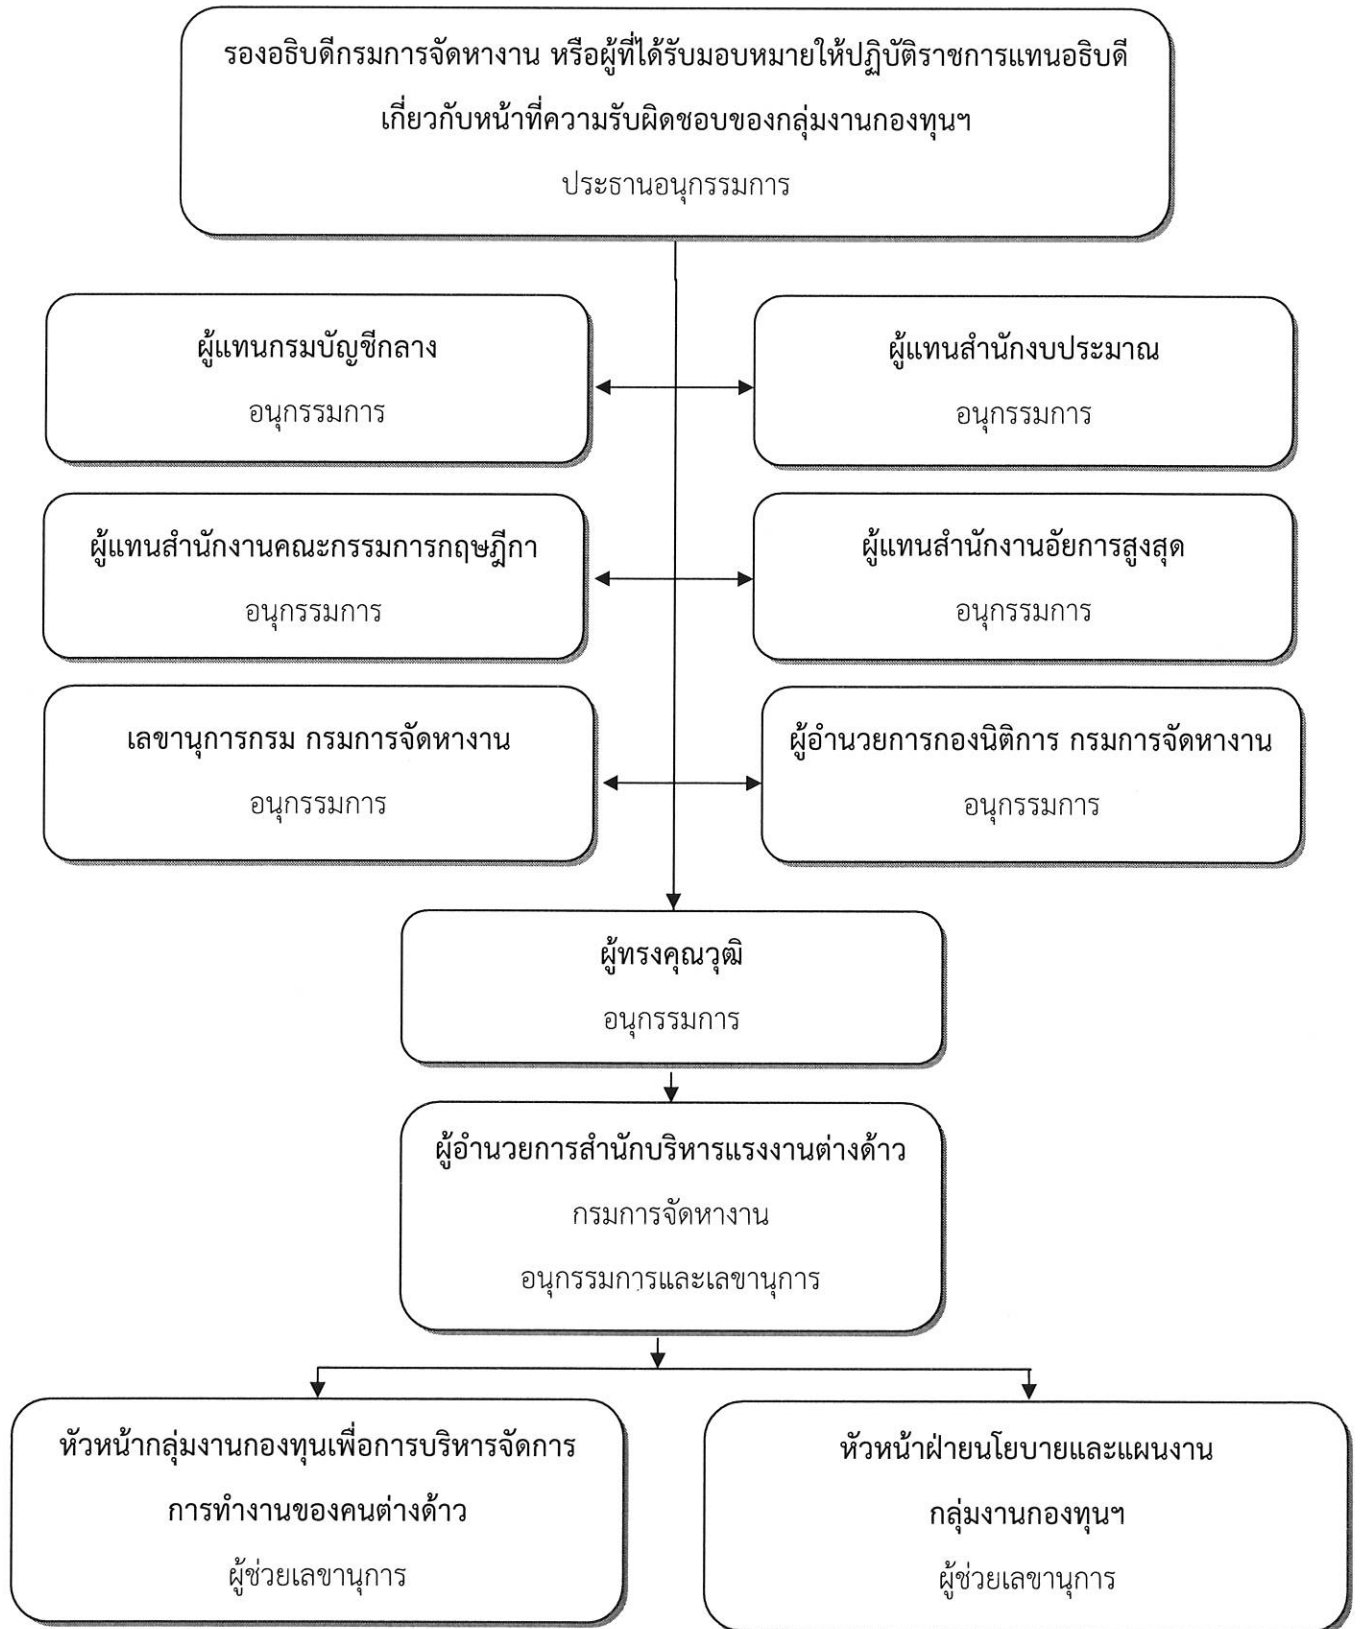 รองอธิบดีกรมการจัดหางาน หรือผู้ที่ได้รับมอบหมายให้ปฏิบัติราชการแทนอธิบดี
เกี่ยวกับหน้าที่ความรับผิดชอบของกลุ่มงานกองทุนฯ
ประธานอนุกรรมการ
ผู้แทนกรมบัญชีกลาง
อนุกรรมการ
ผู้แทนสำนักงบประมาณ
อนุกรรมการ
ผู้แทนสำนักงานคณะกรรมการกฤษฎีกา
อนุกรรมการ
ผู้แทนสำนักงานอัยการสูงสุด
อนุกรรมการ
เลขานุการกรม กรมการจัดหางาน
อนุกรรมการ
ผู้อำนวยการกองนิติการ กรมการจัดหางาน
อนุกรรมการ
ผู้ทรงคุณวุฒิ
อนุกรรมการ
ผู้อำนวยการสำนักบริหารแรงงานต่างด้าว
กรมการจัดหางาน
อนุกรรมการและเลขานุการ
หัวหน้ากลุ่มงานกองทุนเพื่อการบริหารจัดการ
การทำงานของคนต่างด้าว
ผู้ช่วยเลขานุการ
หัวหน้าฝ่ายนโยบายและแผนงาน
กลุ่มงานกองทุนฯ
ผู้ช่วยเลขานุการ